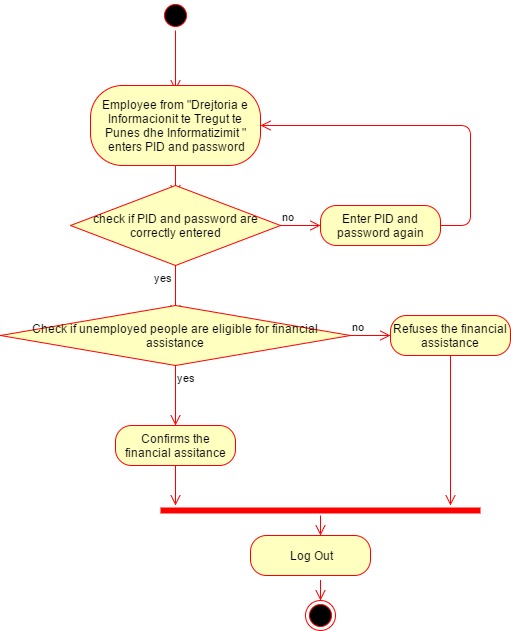 Employee from "Drejtoria e
Informacionit te Tregut te
Punes dhe Informatizimit "
enters PID and password
check if PID and password are
correctly entered
no
Enter PID and
password again
yes
Check if unemployed people are eligible for financial
assistance
no
Refuses the financial
assistance
yes
Confirms the
financial assitance
Log Out